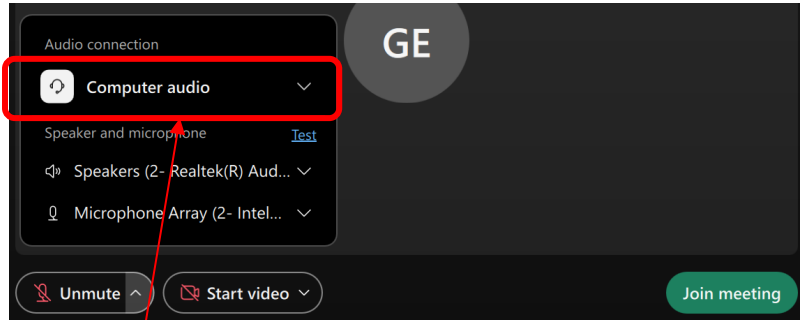 GE
Audio connection
Computer audio
Speaker and microphone Test
Speakers (2- Realtek(R) Aud...
Microphone Array (2- Intel...
Unmute Start video Join meeting